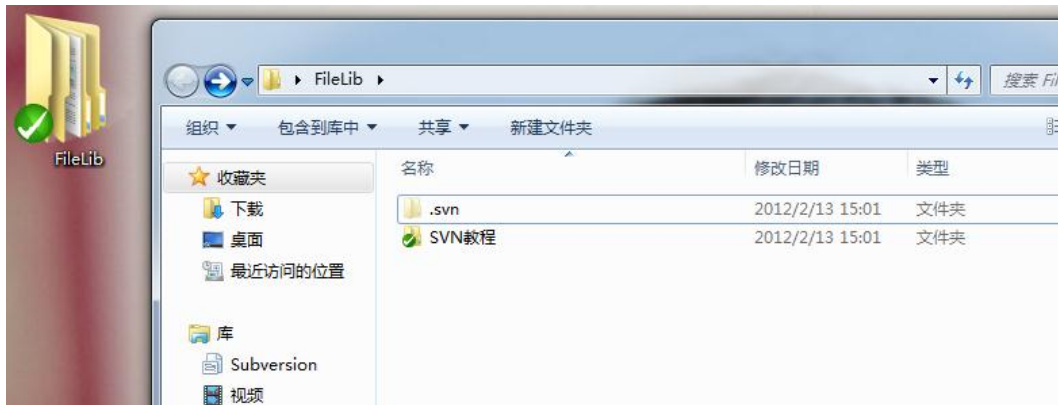 FileLib
FileLib
搜索 Fil
组织 包含到库中 共享 新建文件夹
收藏夹
下载
桌面
最近访问的位置
库
Subversion
视频
名称 修改日期 类型
.svn 2012/2/13 15:01 文件夹
SVN教程 2012/2/13 15:01 文件夹